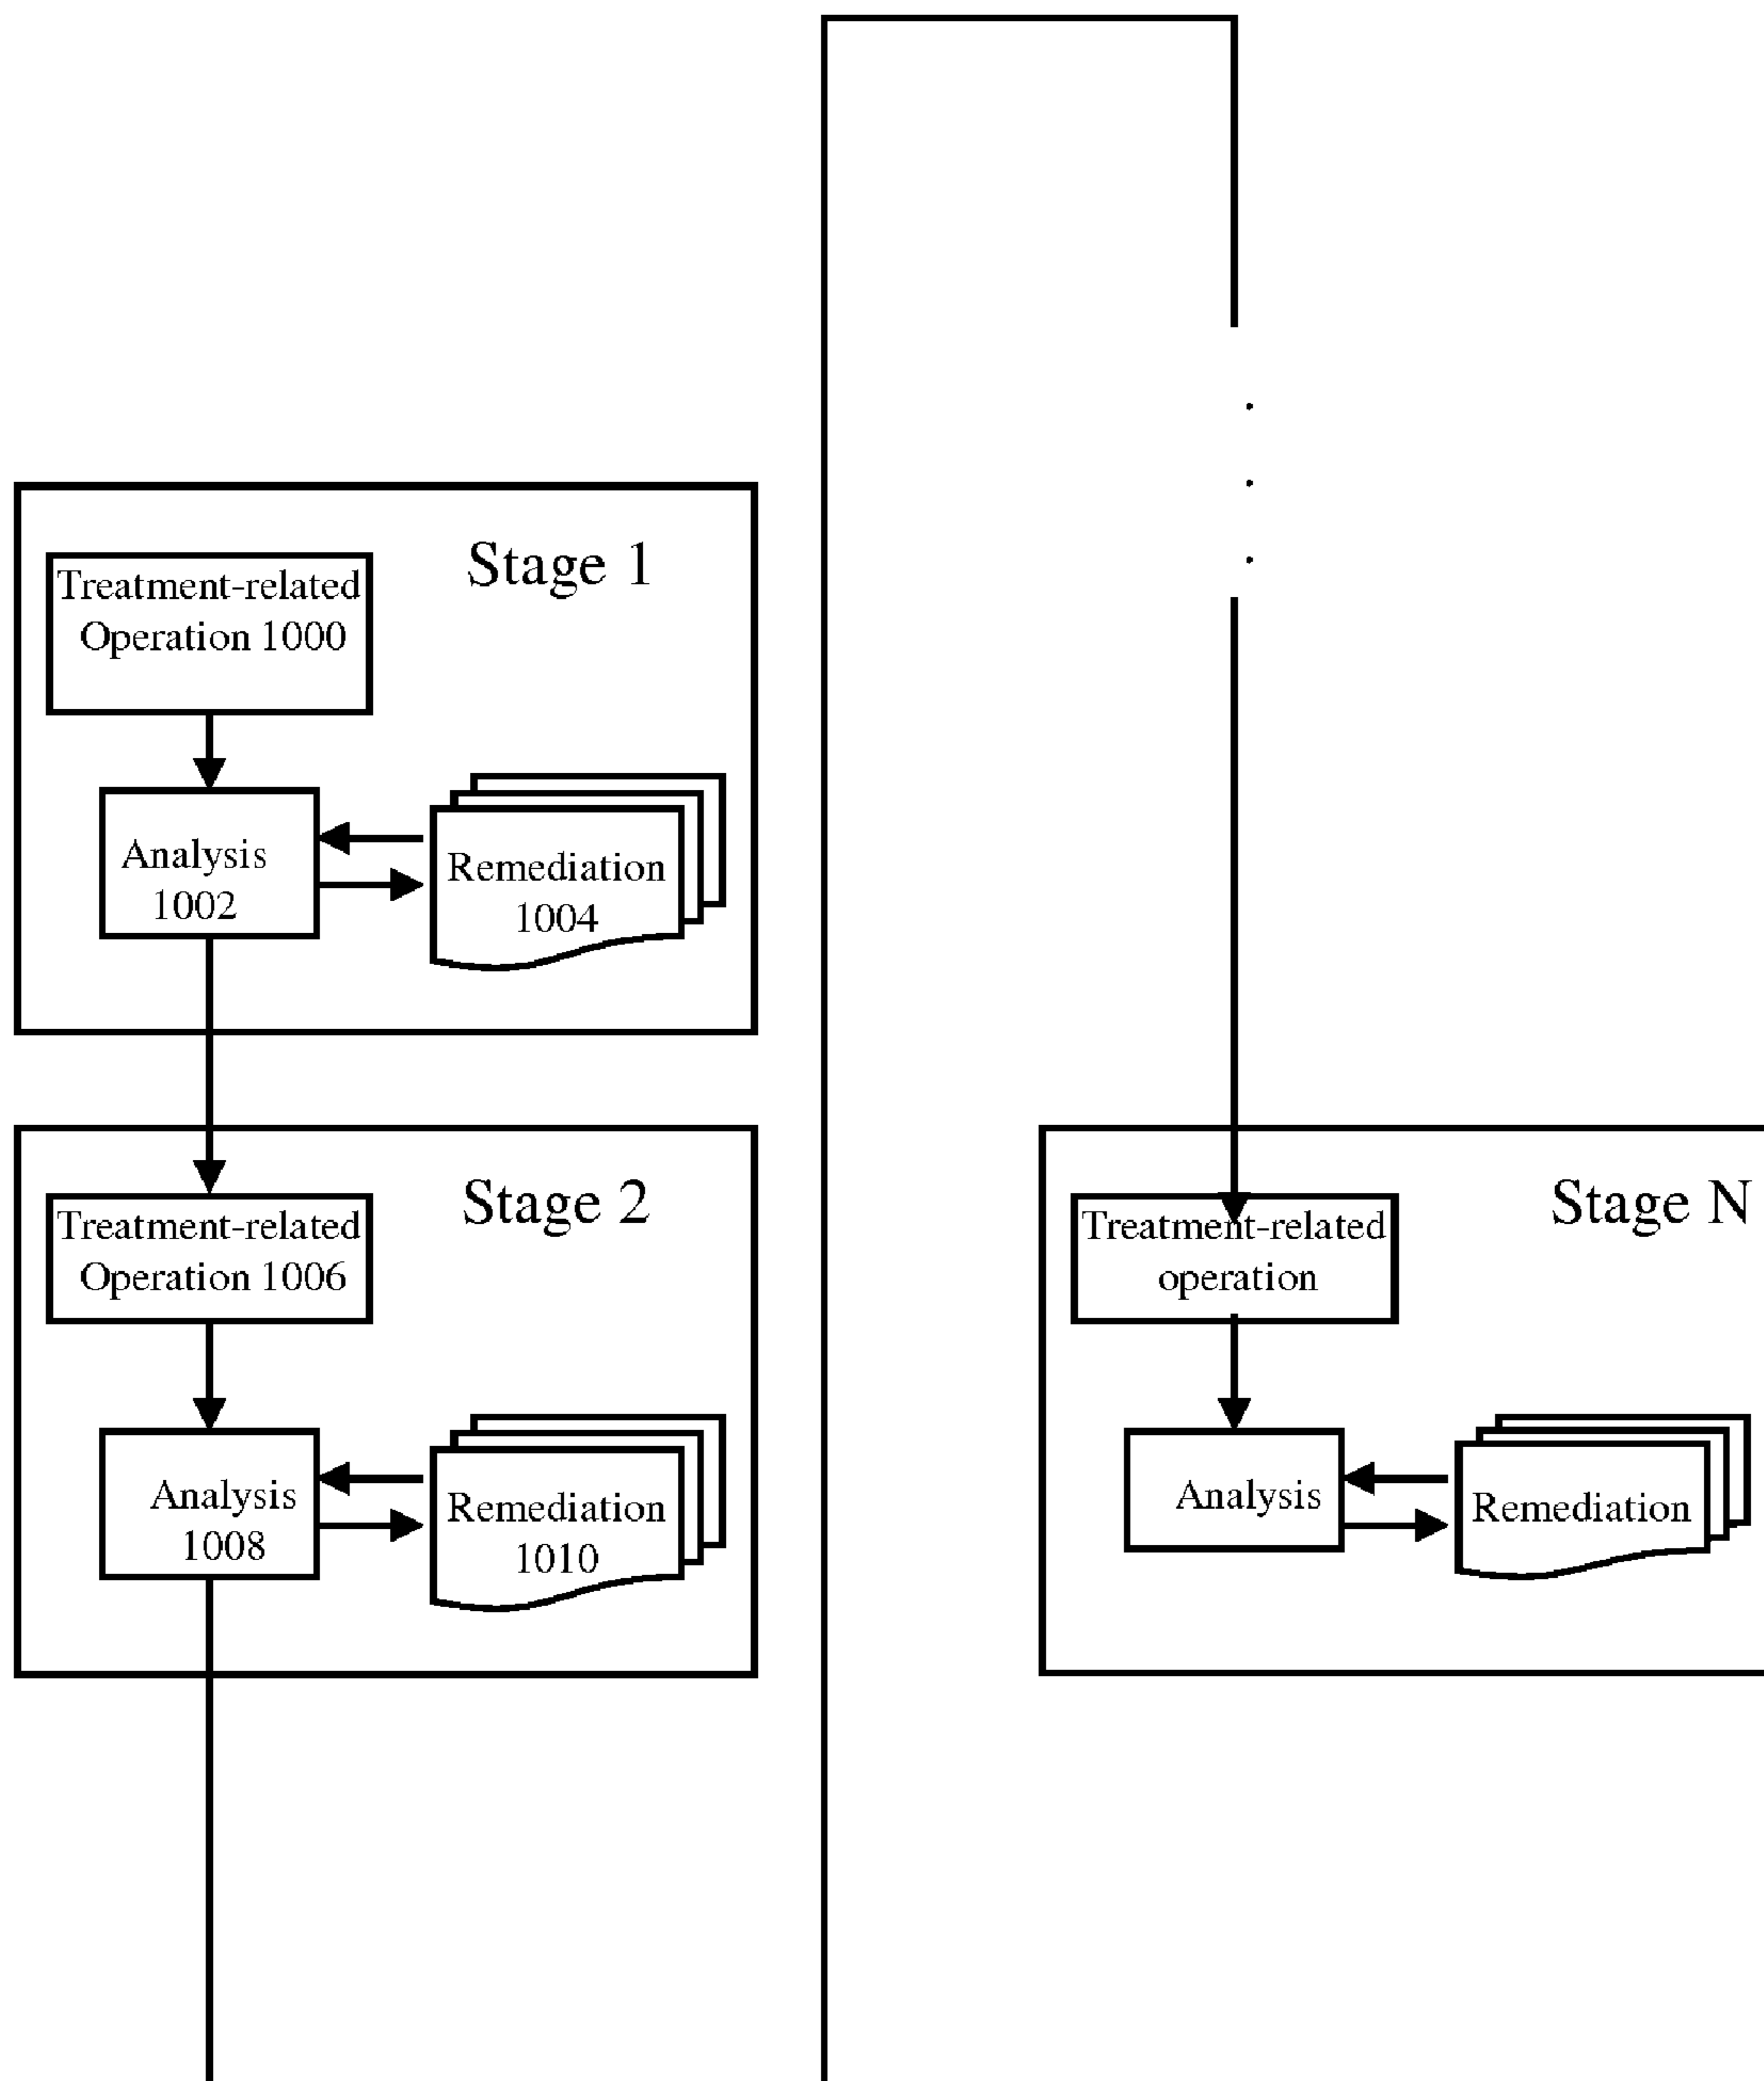 Stage 1
Treatment-related
Operation 1000
Analysis
1002
Remediation
1004
Stage 2
Treatment-related
Operation 1006
Analysis
1008
Remediation
1010
Stage N
Treatment-related
operation
Analysis
Remediation